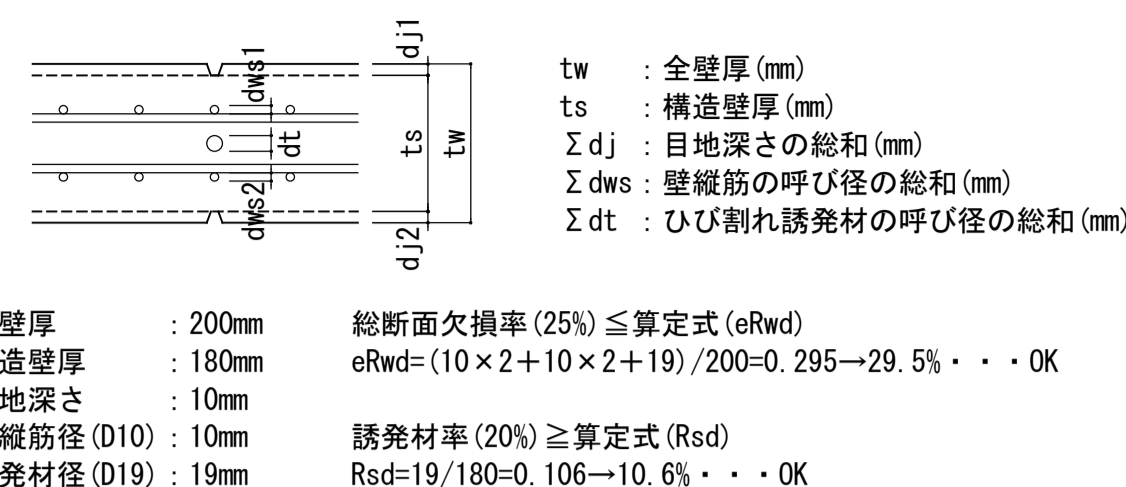 dj1
dws1
dt
ts
tw
dws2
dj2
tw : 全壁厚(mm)
ts : 構造壁厚(mm)
Σdj : 目地深さの総和(mm)
Σdws : 壁縦筋の呼び径の総和(mm)
Σdt : ひび割れ誘発材の呼び径の総和(mm)
壁厚 : 200mm 総断面欠損率(25%)≦算定式(eRwd)
造壁厚 : 180mm eRwd=(10×2+10×2+19)/200=0.295→29.5%・・・OK
地深さ : 10mm
縦筋径(D10) : 10mm 誘発材率(20%)≧算定式(Rsd)
発材径(D19) : 19mm Rsd=19/180=0.106→10.6%・・・OK